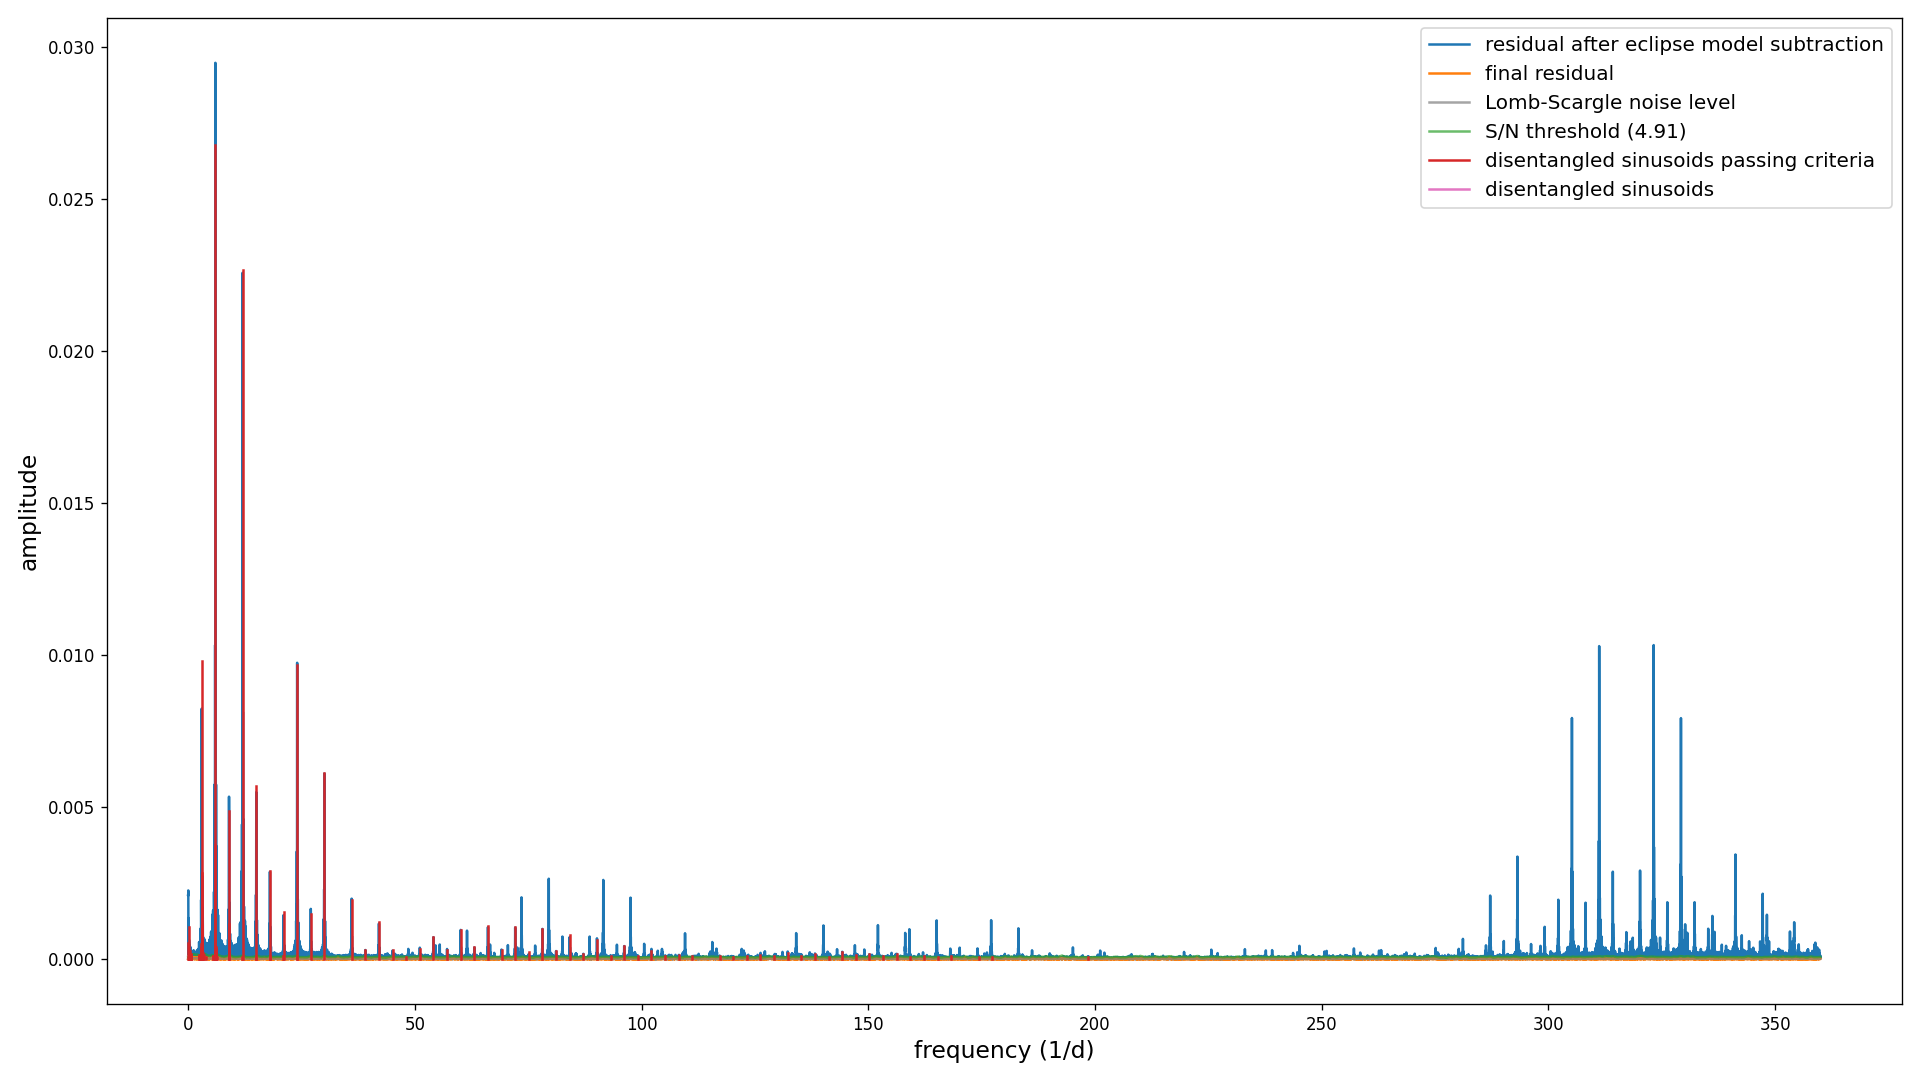 residual after eclipse model subtraction
final residual
Lomb-Scargle noise level
S/N threshold (4.91)
disentangled sinusoids passing criteria
disentangled sinusoids
0.030
0.025
0.020
0.015
0.010
0.005
0.000
amplitude
0 50 100 150 200 250 300 350
frequency (1/d)